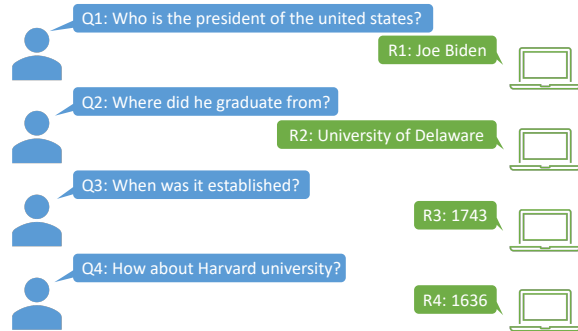 Q1: Who is the president of the united states?
R1: Joe Biden
Q2: Where did he graduate from?
R2: University of Delaware
Q3: When was it established?
R3: 1743
Q4: How about Harvard university?
R4: 1636